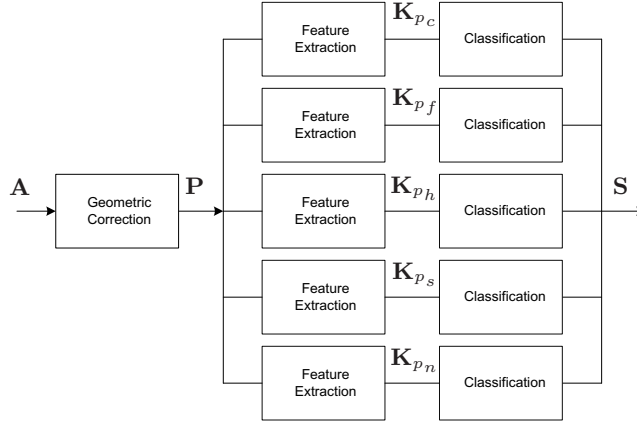 Feature Extraction
K_{p_c}
Classification
Feature Extraction
K_{p_f}
Classification
A
Geometric Correction
P
Feature Extraction
K_{p_h}
Classification
S
Feature Extraction
K_{p_s}
Classification
Feature Extraction
K_{p_n}
Classification